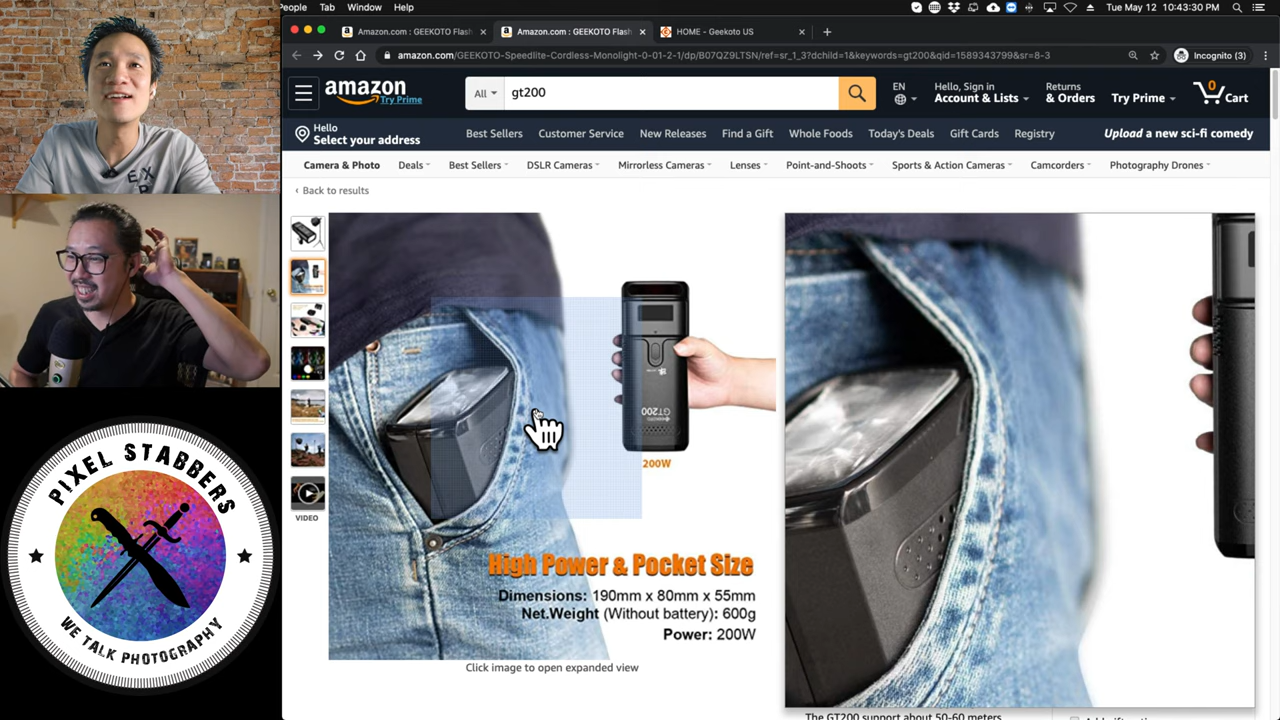 People Tab Window Help
Tue May 12 10:43:30 PM
Amazon.com : GEEKOTO Flash
Amazon.com : GEEKOTO Flash
HOME - Geekoto US
amazon.com/GEEKOTO-Speedlite-Cordless-Monolight-0-01-2-1/dp/B07QZ9LTSN/ref=sr_1_3?dchild=1&keywords=gt200&qid=1589343799&sr=8-3
Incognito (3)
amazon
Try Prime
All
gt200
EN
Hello, Sign in
Account & Lists
Returns
& Orders
Try Prime
0
Cart
Hello
Select your address
Best Sellers Customer Service New Releases Find a Gift Whole Foods Today's Deals Gift Cards Registry
Upload a new sci-fi comedy
Camera & Photo Deals Best Sellers DSLR Cameras Mirrorless Cameras Lenses Point-and-Shoots Sports & Action Cameras Camcorders Photography Drones
‹ Back to results
VIDEO
GT200
200W
High Power & Pocket Size
Dimensions: 190mm x 80mm x 55mm
Net.Weight (Without battery): 600g
Power: 200W
Click image to open expanded view
The GT200 support about 50-60 meters
EXP
PIXEL STABBERS
WE TALK PHOTOGRAPHY